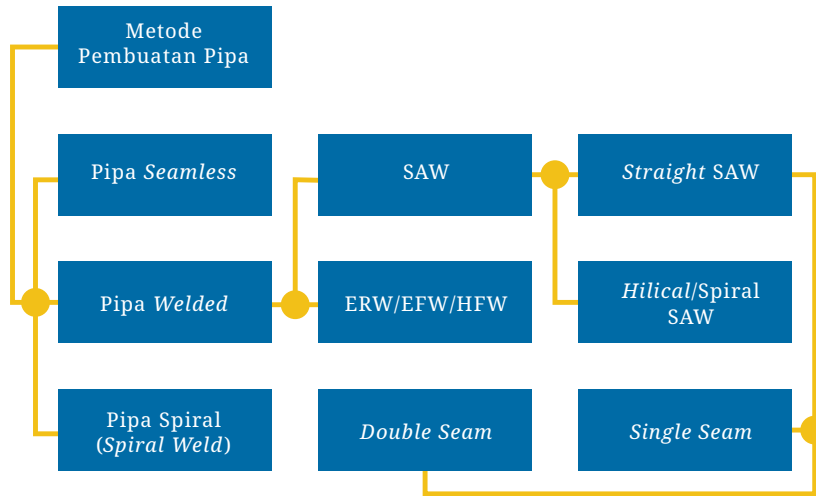 Metode
Pembuatan Pipa
Pipa Seamless
SAW
Straight SAW
Pipa Welded
ERW/EFW/HFW
Hilical/Spiral
SAW
Pipa Spiral
(Spiral Weld)
Double Seam
Single Seam